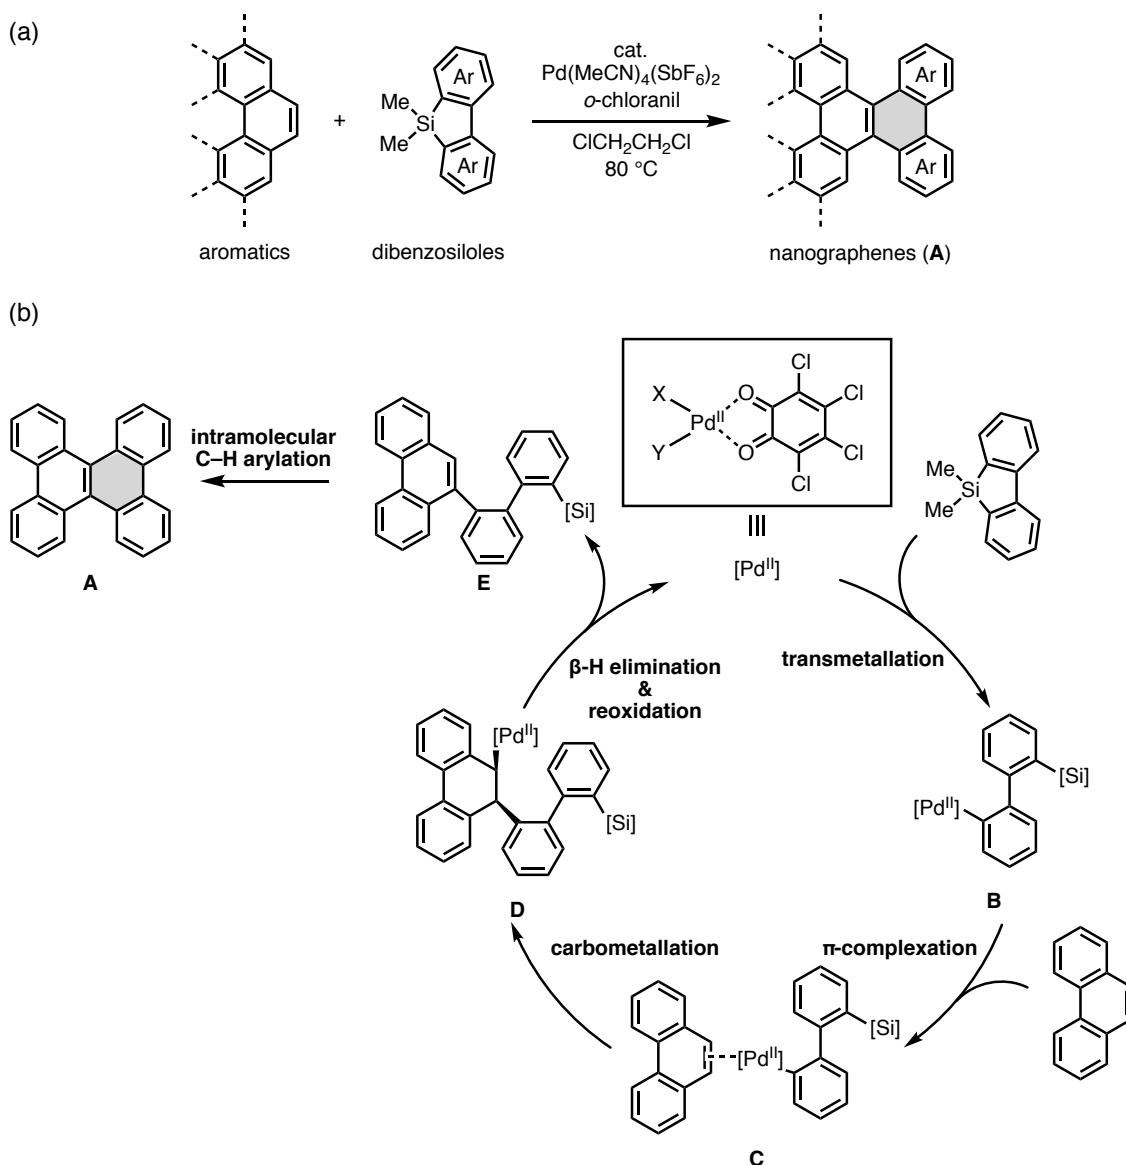 (a)
cat.
Pd(MeCN)4(SbF6)2
o-chloranil
ClCH2CH2Cl
80 °C
+
Me
Si
Me
Ar
Ar
Ar
Ar
aromatics
dibenzosiloles
nanographenes (A)
(b)
X
Y
PdII
O
O
Cl
Cl
Cl
Cl
[PdII]
Me
Si
Me
intramolecular
C–H arylation
A
[Si]
E
transmetallation
β-H elimination
&
reoxidation
[PdII]
[Si]
D
[Si]
[PdII]
B
carbometallation
π-complexation
[Si]
[PdII]
C